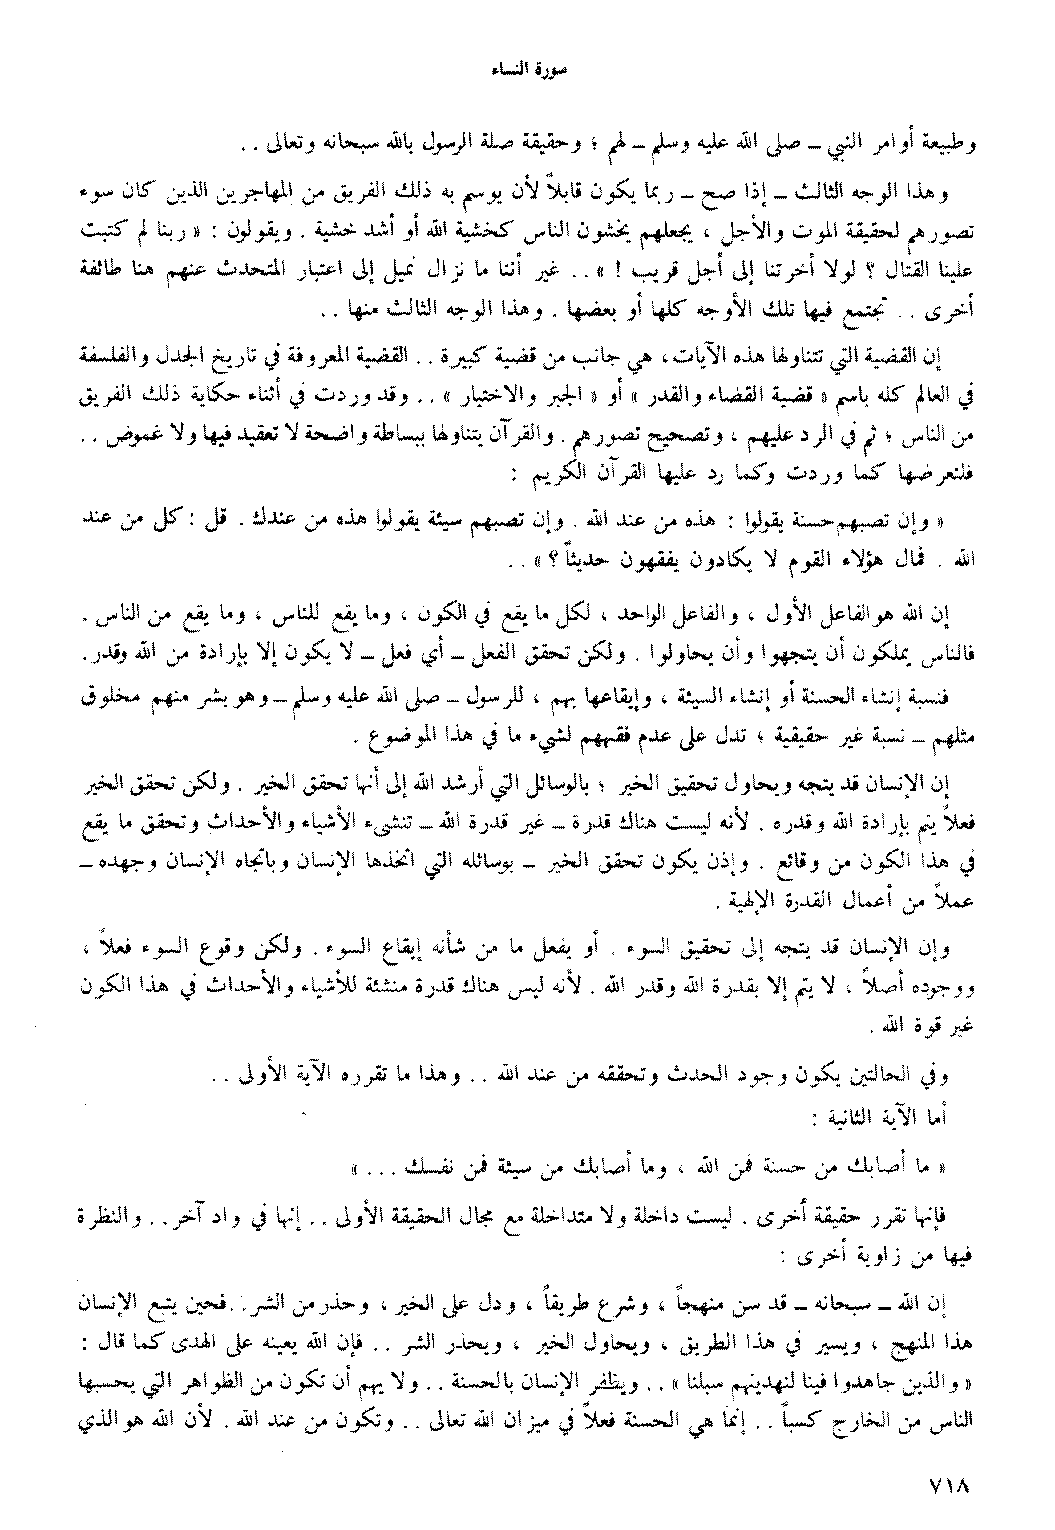 سورة النساء
وطبيعة أوامر النبي – صلى الله عليه وسلم – لهم ؛ وحقيقة صلة الرسول بالله سبحانه وتعالى ..
وهذا الوجه الثالث – إذا صح – ربما يكون قابلاً لأن يوسم به ذلك الفريق من المهاجرين الذين كان سوء
تصورهم لحقيقة الموت والأجل ، يجعلهم يخشون الناس كخشية الله أو أشد خشية . ويقولون : « ربنا لم كتبت
علينا القتال ؟ لولا أخرتنا إلى أجل قريب ! » .. غير أننا ما نزال نميل إلى اعتبار المتحدث عنهم هنا طائفة
أخرى .. تجتمع فيها تلك الأوجه كلها أو بعضها . وهذا الوجه الثالث منها ..
إن القضية التي تتناولها هذه الآيات، هي جانب من قضية كبيرة .. القضية المعروفة في تاريخ الجدل والفلسفة
في العالم كله باسم « قضية القضاء والقدر » أو « الجبر والاختيار » .. وقد وردت في أثناء حكاية ذلك الفريق
من الناس ؛ ثم في الرد عليهم ، وتصحيح تصورهم . والقرآن يتناولها ببساطة واضحة لا تعقيد فيها ولا غموض ..
فلنعرضها كما وردت وكما رد عليها القرآن الكريم :
« وإن تصبهم حسنة يقولوا : هذه من عند الله . وإن تصبهم سيئة يقولوا هذه من عندك . قل : كل من عند
الله . فمال هؤلاء القوم لا يكادون يفقهون حديثاً ؟ » ..
إن الله هو الفاعل الأول ، والفاعل الواحد ، لكل ما يقع في الكون ، وما يقع للناس ، وما يقع من الناس .
فالناس يملكون أن يتجهوا وأن يحاولوا . ولكن تحقق الفعل – أي فعل – لا يكون إلا بإرادة من الله وقدر.
فنسبة إنشاء الحسنة أو إنشاء السيئة ، وإيقاعها بهم ، للرسول – صلى الله عليه وسلم – وهو بشر منهم مخلوق
مثلهم – نسبة غير حقيقية ؛ تدل على عدم فقههم لشيء ما في هذا الموضوع .
إن الإنسان قد يتجه ويحاول تحقيق الخير ؛ بالوسائل التي أرشد الله إلى أنها تحقق الخير . ولكن تحقق الخير
فعلاً يتم بإرادة الله وقدره . لأنه ليست هناك قدرة – غير قدرة الله – تنشىء الأشياء والأحداث وتحقق ما يقع
في هذا الكون من وقائع . وإذن يكون تحقق الخير – بوسائله التي اتخذها الإنسان وباتجاه الإنسان وجهده –
عملاً من أعمال القدرة الإلهية .
وإن الإنسان قد يتجه إلى تحقيق السوء . أو يفعل ما من شأنه إيقاع السوء . ولكن وقوع السوء فعلاً ،
ووجوده أصلاً ، لا يتم إلا بقدرة الله وقدر الله . لأنه ليس هناك قدرة منشئة للأشياء والأحداث في هذا الكون
غير قوة الله .
وفي الحالتين يكون وجود الحدث وتحققه من عند الله .. وهذا ما تقرره الآية الأولى ..
أما الآية الثانية :
« ما أصابك من حسنة فمن الله ، وما أصابك من سيئة فمن نفسك ... »
فإنها تقرر حقيقة أخرى . ليست داخلة ولا متداخلة مع مجال الحقيقة الأولى .. إنها في واد آخر .. والنظرة
فيها من زاوية أخرى :
إن الله – سبحانه – قد سن منهجاً ، وشرع طريقاً ، ودل على الخير ، وحذر من الشر .. فحين يتبع الإنسان
هذا المنهج ، ويسير في هذا الطريق ، ويحاول الخير ، ويحذر الشر .. فإن الله يعينه على الهدى كما قال :
« والذين جاهدوا فينا لنهدينهم سبلنا » .. ويظفر الإنسان بالحسنة .. ولا يهم أن تكون من الظواهر التي يحسبها
الناس من الخارج كسباً .. إنما هي الحسنة فعلاً في ميزان الله تعالى .. وتكون من عند الله . لأن الله هو الذي
٧١٨